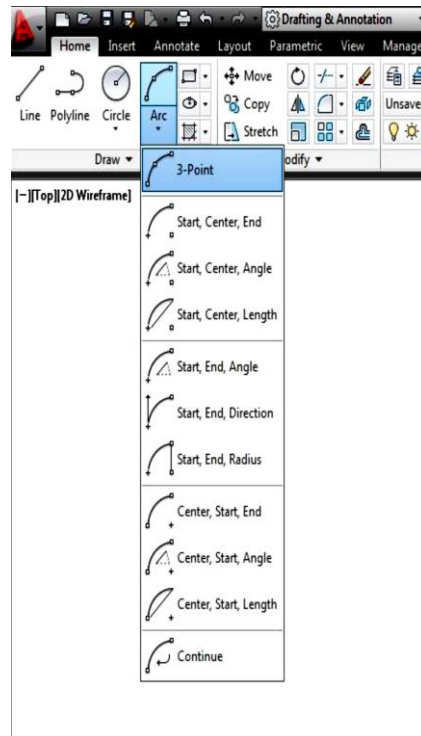 Drafting & Annotation
Home Insert Annotate Layout Parametric View Manage
Line Polyline Circle Arc
Move
Copy
Stretch
Unsave
Draw odify
[−][Top][2D Wireframe]
3-Point
Start, Center, End
Start, Center, Angle
Start, Center, Length
Start, End, Angle
Start, End, Direction
Start, End, Radius
Center, Start, End
Center, Start, Angle
Center, Start, Length
Continue